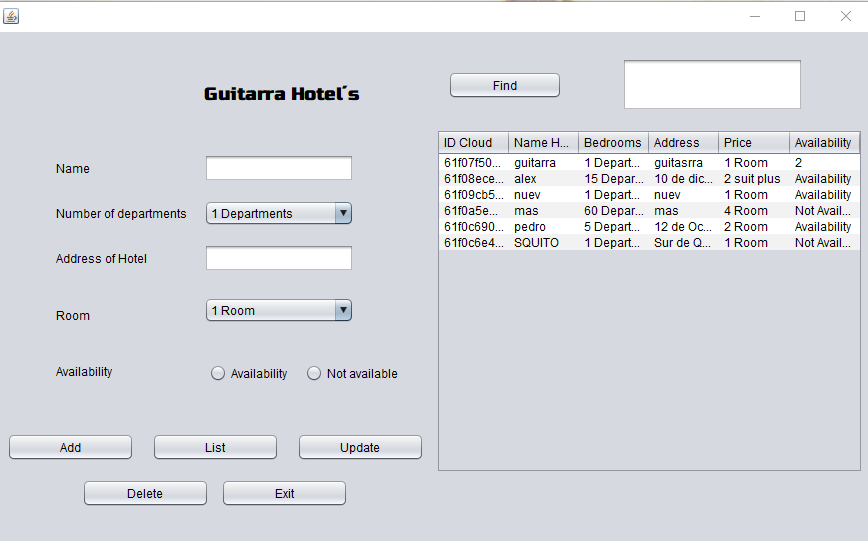 Guitarra Hotel´s
Name
Number of departments 1 Departments
Address of Hotel
Room 1 Room
Availability Availability Not available
Add List Update
Delete Exit
Find
ID Cloud Name H... Bedrooms Address Price Availability
61f07f50... guitarra 1 Depart... guitasrra 1 Room 2
61f08ece... alex 15 Depar... 10 de dic... 2 suit plus Availability
61f09cb5... nuev 1 Depart... nuev 1 Room Availability
61f0a5e... mas 60 Depar... mas 4 Room Not Avail...
61f0c690... pedro 5 Depart... 12 de Oc... 2 Room Availability
61f0c6e4... SQUITO 1 Depart... Sur de Q... 1 Room Not Avail...